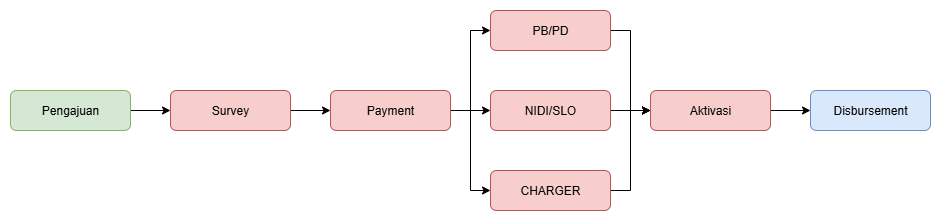 Pengajuan
Survey
Payment
PB/PD
NIDI/SLO
CHARGER
Aktivasi
Disbursement